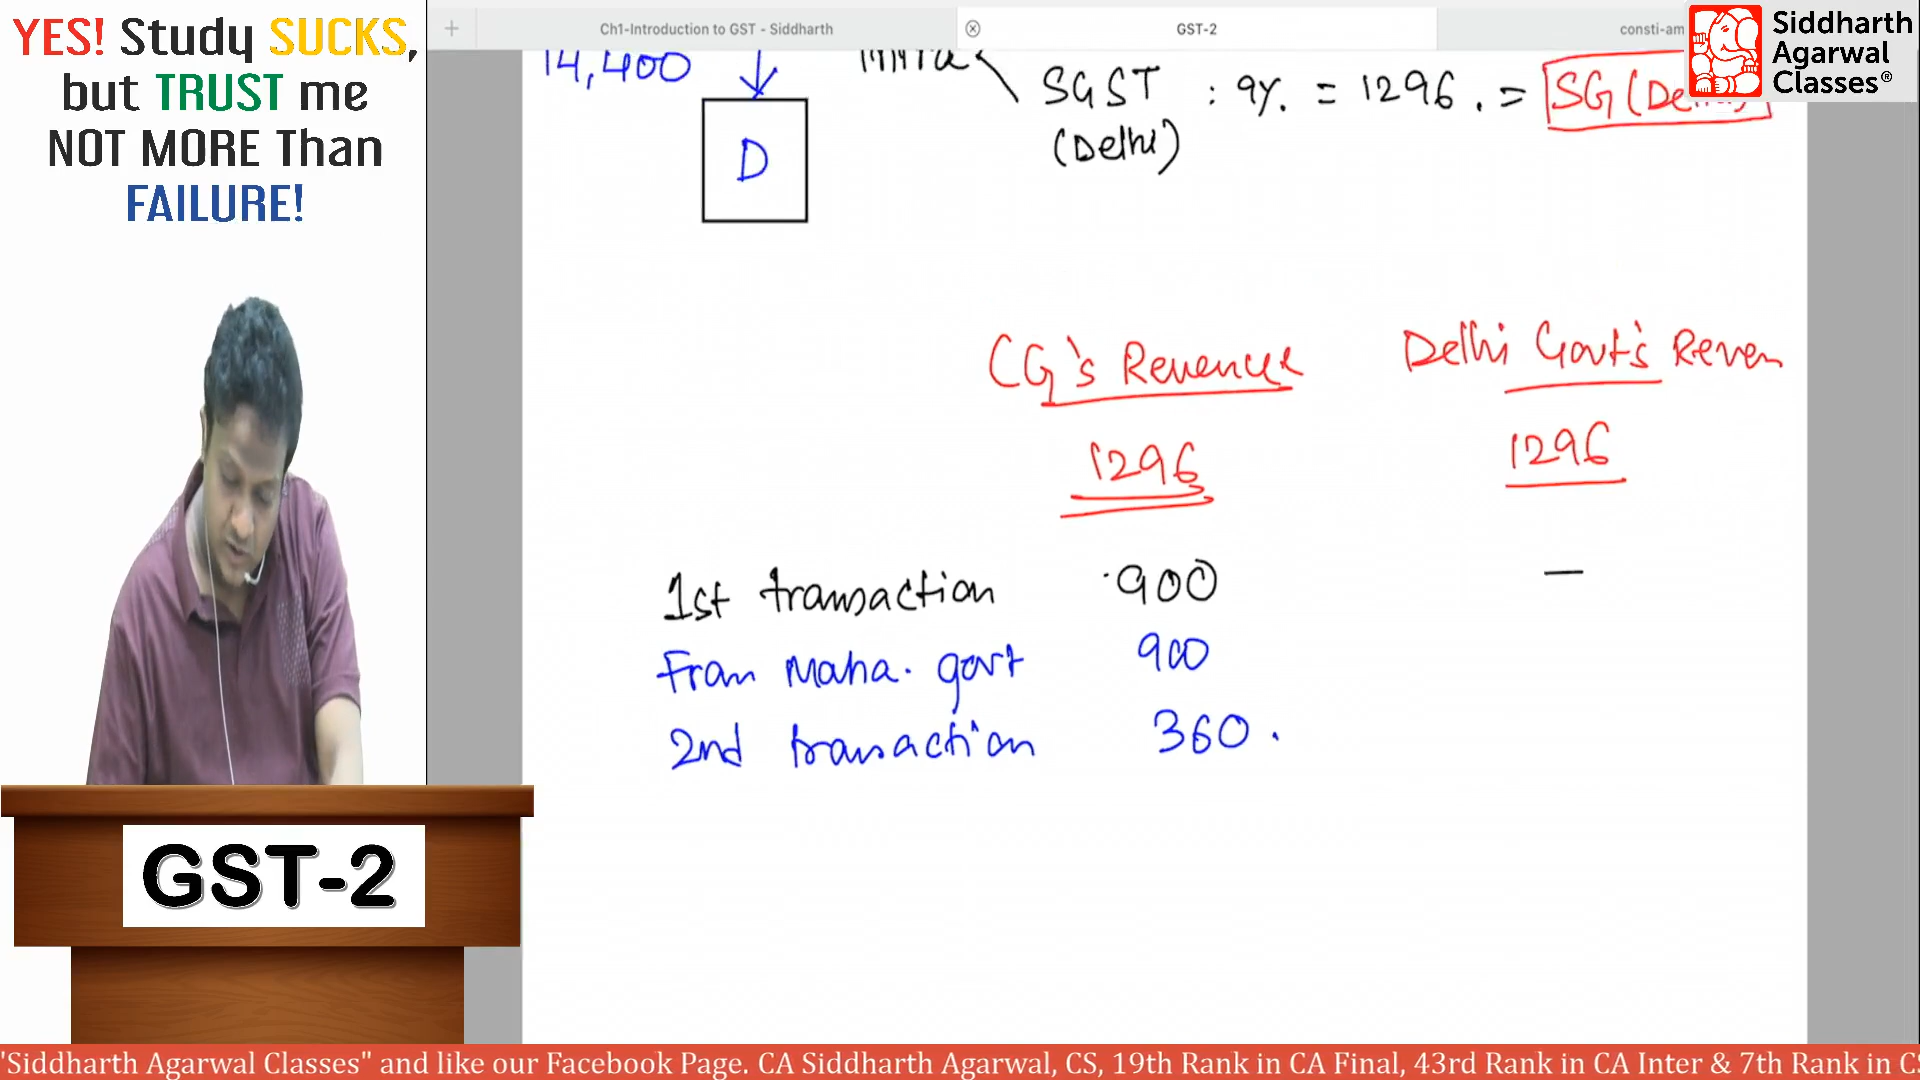 YES! Study SUCKS,
but TRUST me
NOT MORE Than
FAILURE!
Ch1-Introduction to GST - Siddharth
GST-2
consti-am
Siddharth
Agarwal
Classes®
14,400
D
SGST : 9%. = 1296. = SG (De
(Delhi)
CG's Revenue
Delhi Govt's Reven
1296
1296
1st transaction 900 —
From Maha. govt 900
2nd transaction 360.
GST-2
"Siddharth Agarwal Classes" and like our Facebook Page. CA Siddharth Agarwal, CS, 19th Rank in CA Final, 43rd Rank in CA Inter & 7th Rank in CS